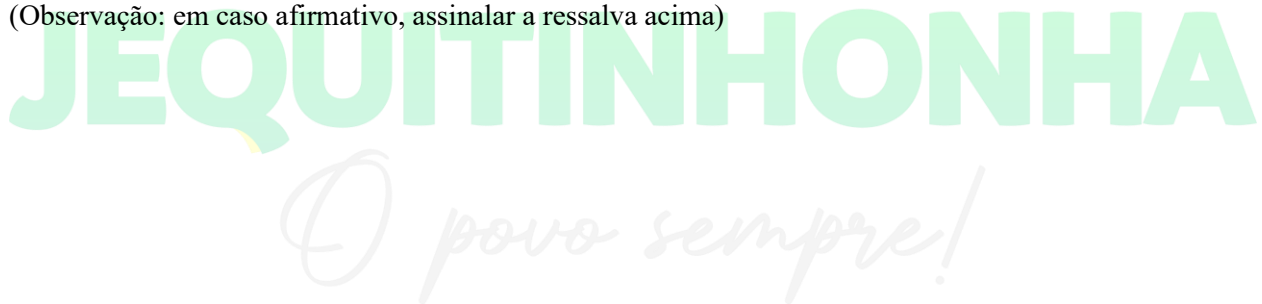 (Observação: em caso afirmativo, assinalar a ressalva acima)
JEQUITINHONHA
O povo sempre!